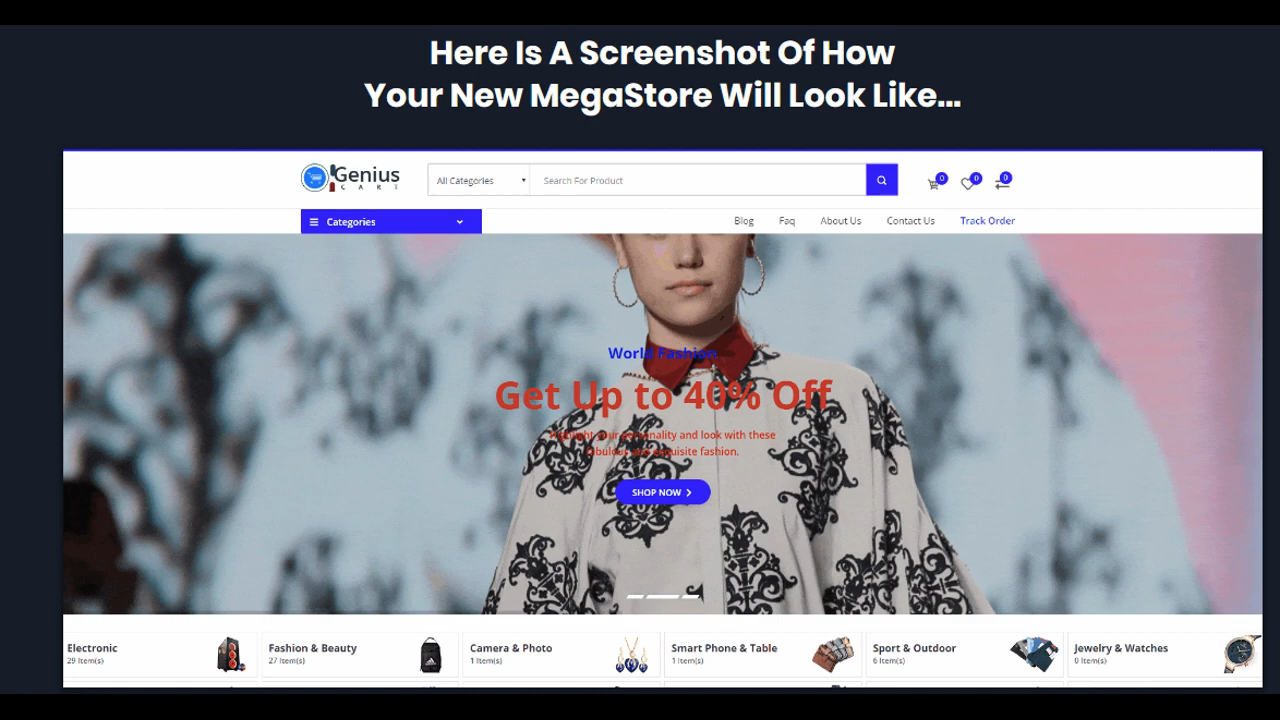 Here Is A Screenshot Of How
Your New MegaStore Will Look Like...
Genius
CART
All Categories
Search For Product
0
0
0
Categories
Blog
Faq
About Us
Contact Us
Track Order
World Fashion
Get Up to 40% Off
Highlight your personality and look with these
fabulous and exquisite fashion.
SHOP NOW
Electronic
29 Item(s)
Fashion & Beauty
27 Item(s)
Camera & Photo
1 Item(s)
Smart Phone & Table
1 Item(s)
Sport & Outdoor
6 Item(s)
Jewelry & Watches
0 Item(s)